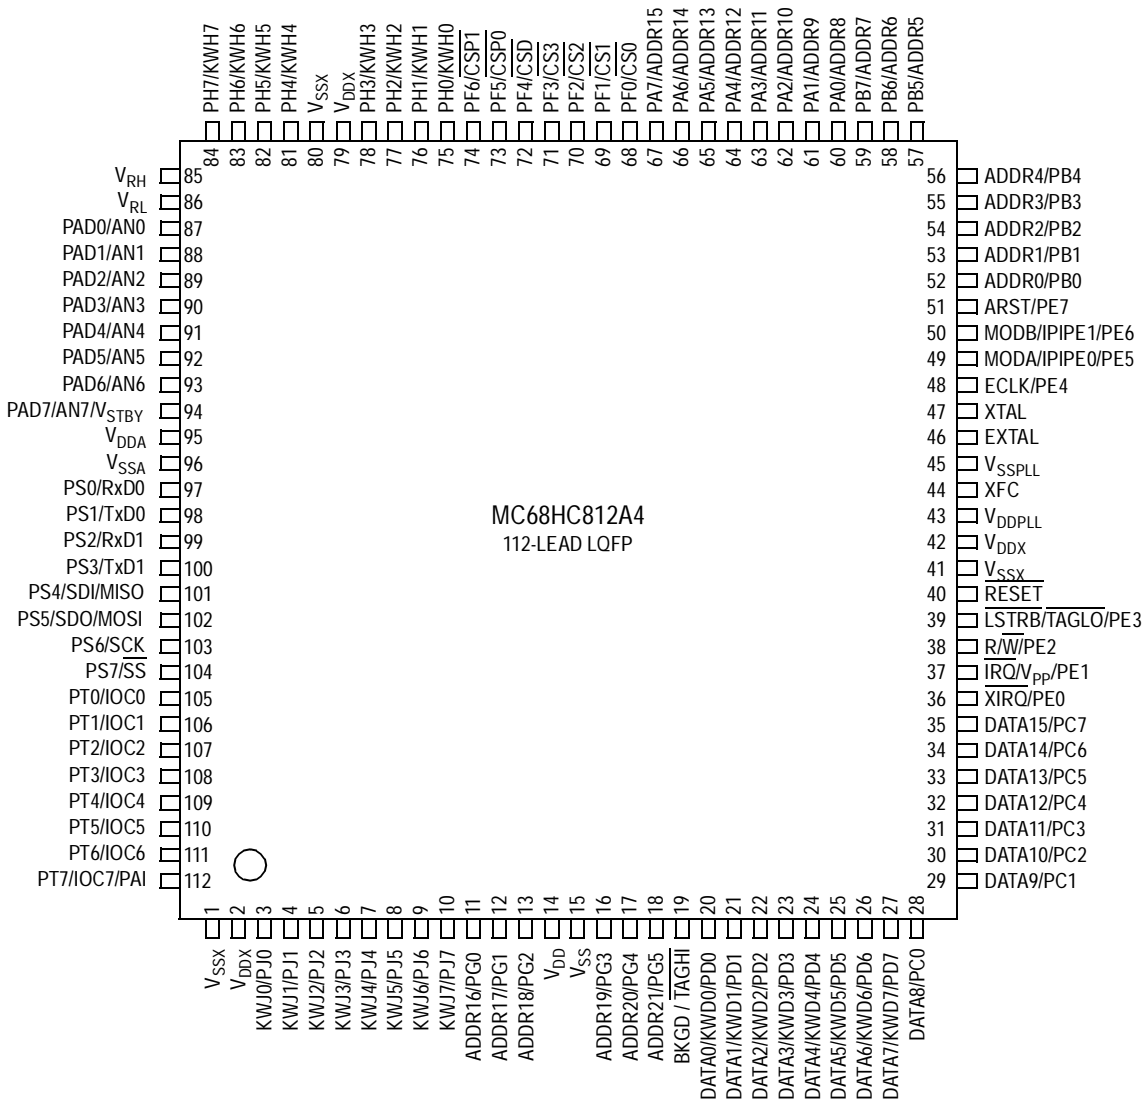 PH7/KWH7
PH6/KWH6
PH5/KWH5
PH4/KWH4
VSSX
VDDX
PH3/KWH3
PH2/KWH2
PH1/KWH1
PH0/KWH0
PF6/CSP1
PF5/CSP0
PF4/CSD
PF3/CS3
PF2/CS2
PF1/CS1
PF0/CS0
PA7/ADDR15
PA6/ADDR14
PA5/ADDR13
PA4/ADDR12
PA3/ADDR11
PA2/ADDR10
PA1/ADDR9
PA0/ADDR8
PB7/ADDR7
PB6/ADDR6
PB5/ADDR5
84
83
82
81
80
79
78
77
76
75
74
73
72
71
70
69
68
67
66
65
64
63
62
61
60
59
58
57
VRH 85
VRL 86
PAD0/AN0 87
PAD1/AN1 88
PAD2/AN2 89
PAD3/AN3 90
PAD4/AN4 91
PAD5/AN5 92
PAD6/AN6 93
PAD7/AN7/VSTBY 94
VDDA 95
VSSA 96
PS0/RxD0 97
PS1/TxD0 98
PS2/RxD1 99
PS3/TxD1 100
PS4/SDI/MISO 101
PS5/SDO/MOSI 102
PS6/SCK 103
PS7/SS 104
PT0/IOC0 105
PT1/IOC1 106
PT2/IOC2 107
PT3/IOC3 108
PT4/IOC4 109
PT5/IOC5 110
PT6/IOC6 111
PT7/IOC7/PAI 112
MC68HC812A4
112-LEAD LQFP
56 ADDR4/PB4
55 ADDR3/PB3
54 ADDR2/PB2
53 ADDR1/PB1
52 ADDR0/PB0
51 ARST/PE7
50 MODB/IPIPE1/PE6
49 MODA/IPIPE0/PE5
48 ECLK/PE4
47 XTAL
46 EXTAL
45 VSSPLL
44 XFC
43 VDDPLL
42 VDDX
41 VSSX
40 RESET
39 LSTRB/TAGLO/PE3
38 R/W/PE2
37 IRQ/VPP/PE1
36 XIRQ/PE0
35 DATA15/PC7
34 DATA14/PC6
33 DATA13/PC5
32 DATA12/PC4
31 DATA11/PC3
30 DATA10/PC2
29 DATA9/PC1
1
2
3
4
5
6
7
8
9
10
11
12
13
14
15
16
17
18
19
20
21
22
23
24
25
26
27
28
VSSX
VDDX
KWJ0/PJ0
KWJ1/PJ1
KWJ2/PJ2
KWJ3/PJ3
KWJ4/PJ4
KWJ5/PJ5
KWJ6/PJ6
KWJ7/PJ7
ADDR16/PG0
ADDR17/PG1
ADDR18/PG2
VDD
VSS
ADDR19/PG3
ADDR20/PG4
ADDR21/PG5
BKGD / TAGHI
DATA0/KWD0/PD0
DATA1/KWD1/PD1
DATA2/KWD2/PD2
DATA3/KWD3/PD3
DATA4/KWD4/PD4
DATA5/KWD5/PD5
DATA6/KWD6/PD6
DATA7/KWD7/PD7
DATA8/PC0